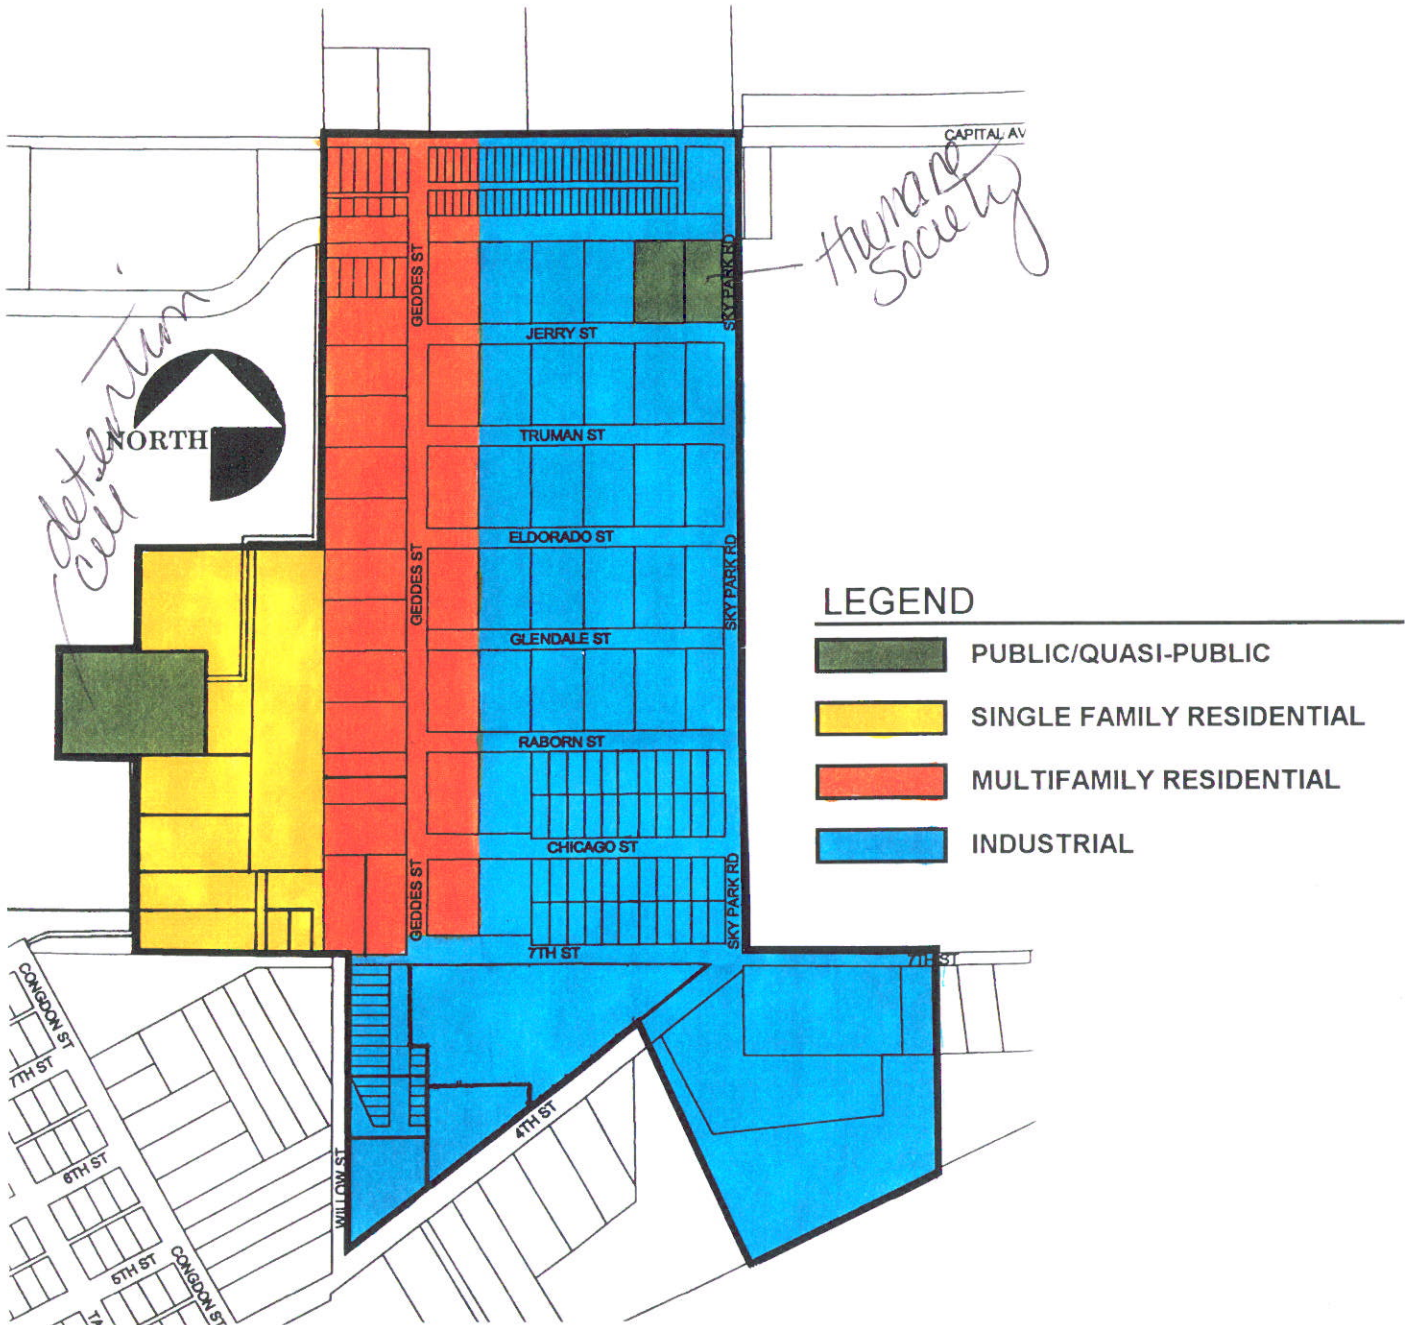 CAPITAL AV
Humane
Society
GEDDES ST
SKY PARK RD
JERRY ST
detention
cell
NORTH
TRUMAN ST
ELDORADO ST
GEDDES ST
SKY PARK RD
GLENDALE ST
LEGEND
PUBLIC/QUASI-PUBLIC
SINGLE FAMILY RESIDENTIAL
MULTIFAMILY RESIDENTIAL
INDUSTRIAL
RABORN ST
CHICAGO ST
GEDDES ST
SKY PARK RD
7TH ST
7TH ST
CONGDON ST
7TH ST
6TH ST
5TH ST
CONGDON ST
TA
WILLOW ST
4TH ST